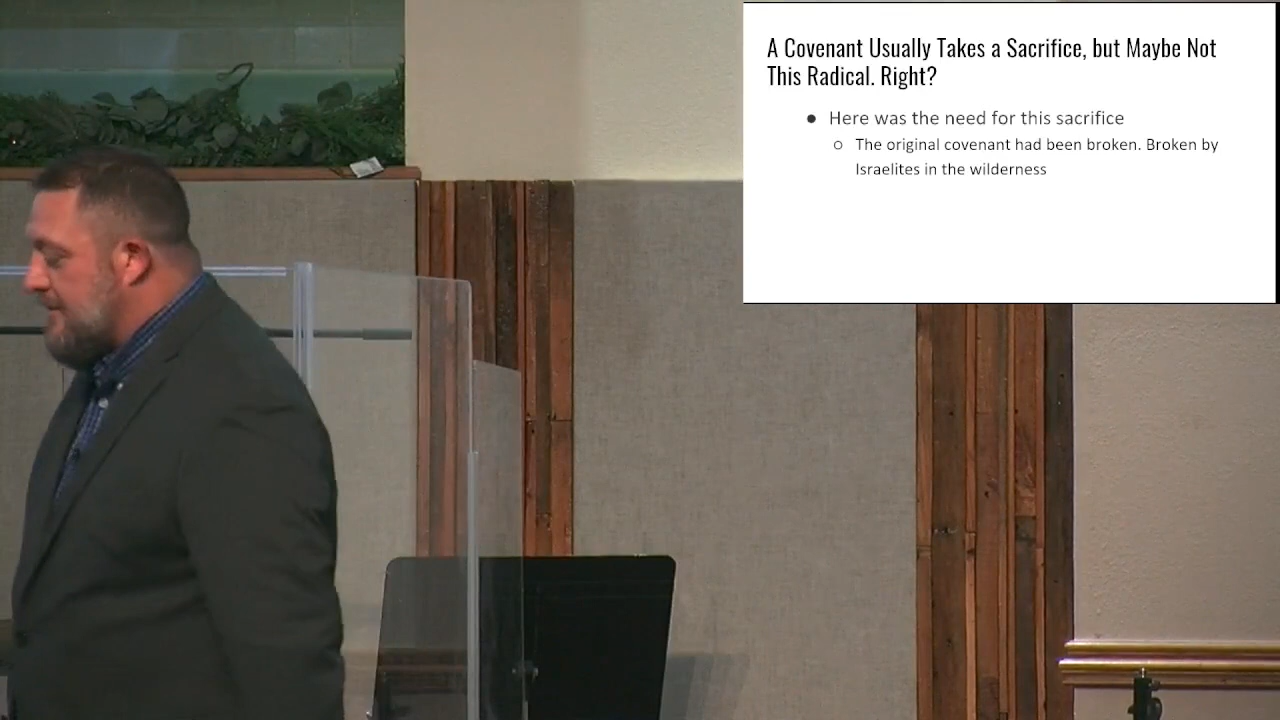 A Covenant Usually Takes a Sacrifice, but Maybe Not
This Radical. Right?
● Here was the need for this sacrifice
○ The original covenant had been broken. Broken by
Israelites in the wilderness